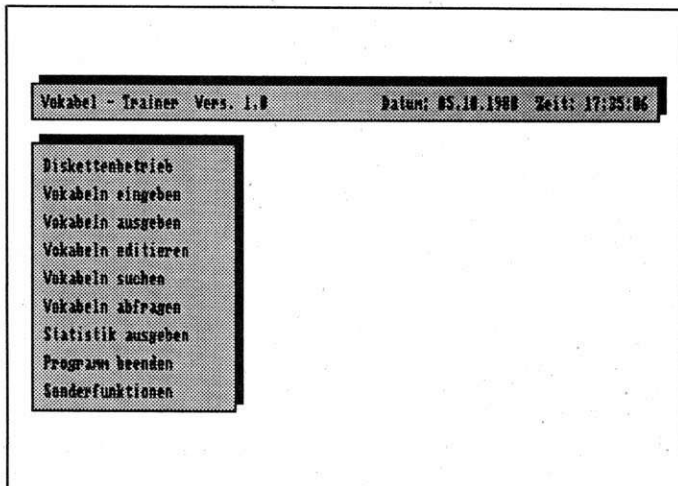 Vokabel - Trainer Vers. 1.0 Datum: 05.10.1988 Zeit: 17:35:06
Diskettenbetrieb
Vokabeln eingeben
Vokabeln ausgeben
Vokabeln editieren
Vokabeln suchen
Vokabeln abfragen
Statistik ausgeben
Programm beenden
Sonderfunktionen